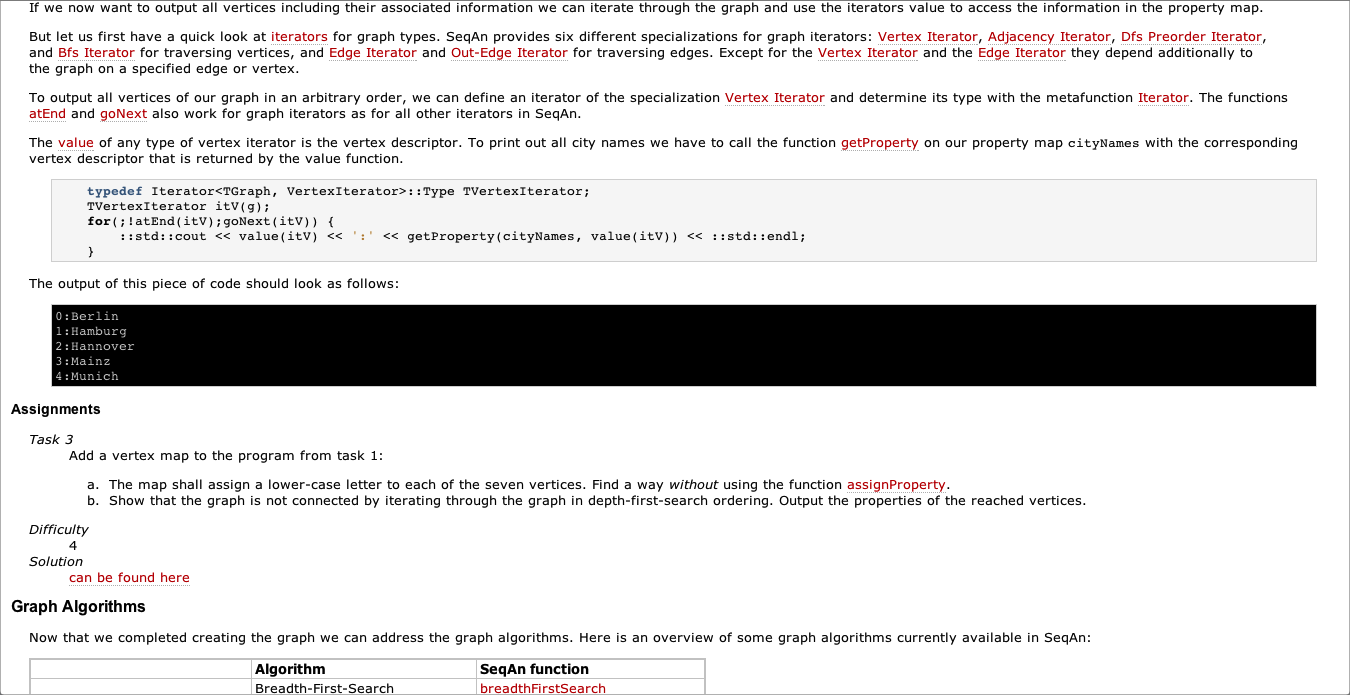 If we now want to output all vertices including their associated information we can iterate through the graph and use the iterators value to access the information in the property map.
But let us first have a quick look at iterators for graph types. SeqAn provides six different specializations for graph iterators: Vertex Iterator, Adjacency Iterator, Dfs Preorder Iterator,
and Bfs Iterator for traversing vertices, and Edge Iterator and Out-Edge Iterator for traversing edges. Except for the Vertex Iterator and the Edge Iterator they depend additionally to
the graph on a specified edge or vertex.
To output all vertices of our graph in an arbitrary order, we can define an iterator of the specialization Vertex Iterator and determine its type with the metafunction Iterator. The functions
atEnd and goNext also work for graph iterators as for all other iterators in SeqAn.
The value of any type of vertex iterator is the vertex descriptor. To print out all city names we have to call the function getProperty on our property map cityNames with the corresponding
vertex descriptor that is returned by the value function.
typedef Iterator<TGraph, VertexIterator>::Type TVertexIterator;
TVertexIterator itV(g);
for(;!atEnd(itV);goNext(itV)) {
::std::cout << value(itV) << ':' << getProperty(cityNames, value(itV)) << ::std::endl;
}
The output of this piece of code should look as follows:
0:Berlin
1:Hamburg
2:Hannover
3:Mainz
4:Munich
Assignments
Task 3
Add a vertex map to the program from task 1:
a. The map shall assign a lower-case letter to each of the seven vertices. Find a way without using the function assignProperty.
b. Show that the graph is not connected by iterating through the graph in depth-first-search ordering. Output the properties of the reached vertices.
Difficulty
4
Solution
can be found here
Graph Algorithms
Now that we completed creating the graph we can address the graph algorithms. Here is an overview of some graph algorithms currently available in SeqAn:
Algorithm SeqAn function
Breadth-First-Search breadthFirstSearch